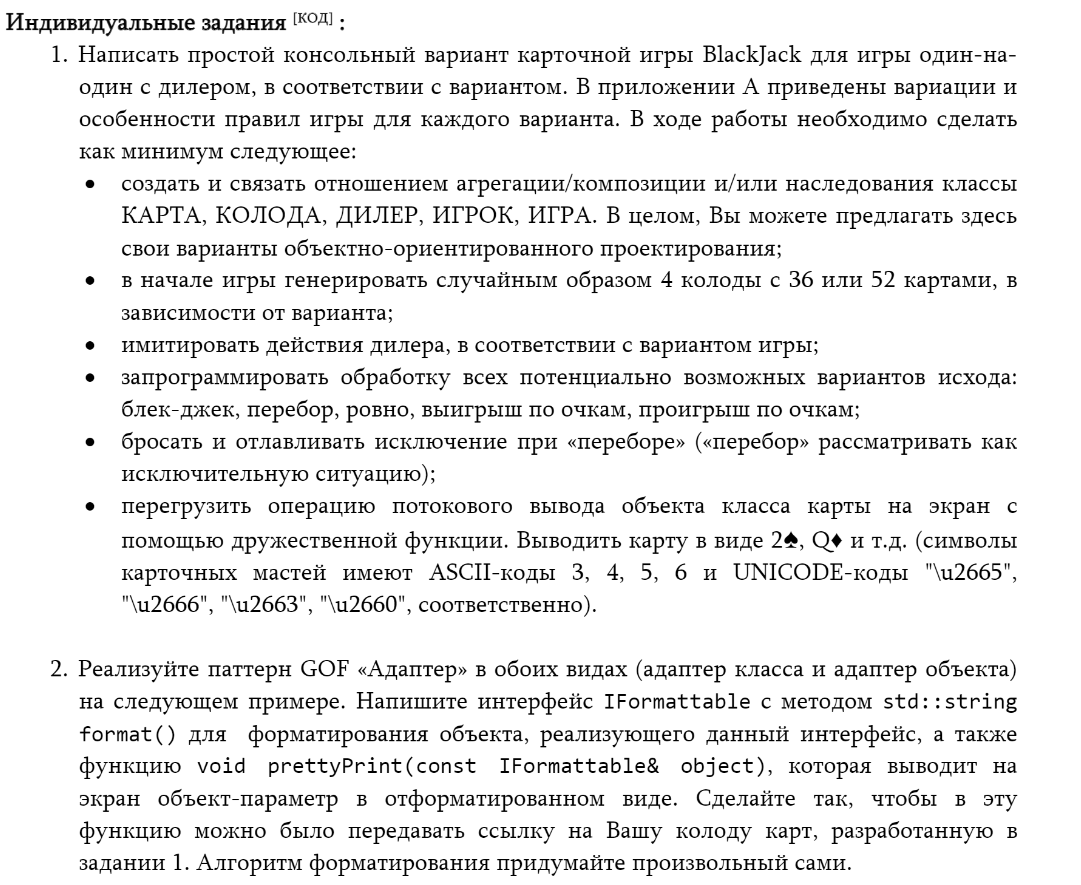 Индивидуальные задания [КОД] :
1. Написать простой консольный вариант карточной игры BlackJack для игры один-на-
один с дилером, в соответствии с вариантом. В приложении А приведены вариации и
особенности правил игры для каждого варианта. В ходе работы необходимо сделать
как минимум следующее:
• создать и связать отношением агрегации/композиции и/или наследования классы
КАРТА, КОЛОДА, ДИЛЕР, ИГРОК, ИГРА. В целом, Вы можете предлагать здесь
свои варианты объектно-ориентированного проектирования;
• в начале игры генерировать случайным образом 4 колоды с 36 или 52 картами, в
зависимости от варианта;
• имитировать действия дилера, в соответствии с вариантом игры;
• запрограммировать обработку всех потенциально возможных вариантов исхода:
блек-джек, перебор, ровно, выигрыш по очкам, проигрыш по очкам;
• бросать и отлавливать исключение при «переборе» («перебор» рассматривать как
исключительную ситуацию);
• перегрузить операцию потокового вывода объекта класса карты на экран с
помощью дружественной функции. Выводить карту в виде 2♠, Q♦ и т.д. (символы
карточных мастей имеют ASCII-коды 3, 4, 5, 6 и UNICODE-коды "\u2665",
"\u2666", "\u2663", "\u2660", соответственно).
2. Реализуйте паттерн GOF «Адаптер» в обоих видах (адаптер класса и адаптер объекта)
на следующем примере. Напишите интерфейс IFormattable с методом std::string
format() для форматирования объекта, реализующего данный интерфейс, а также
функцию void prettyPrint(const IFormattable& object), которая выводит на
экран объект-параметр в отформатированном виде. Сделайте так, чтобы в эту
функцию можно было передавать ссылку на Вашу колоду карт, разработанную в
задании 1. Алгоритм форматирования придумайте произвольный сами.